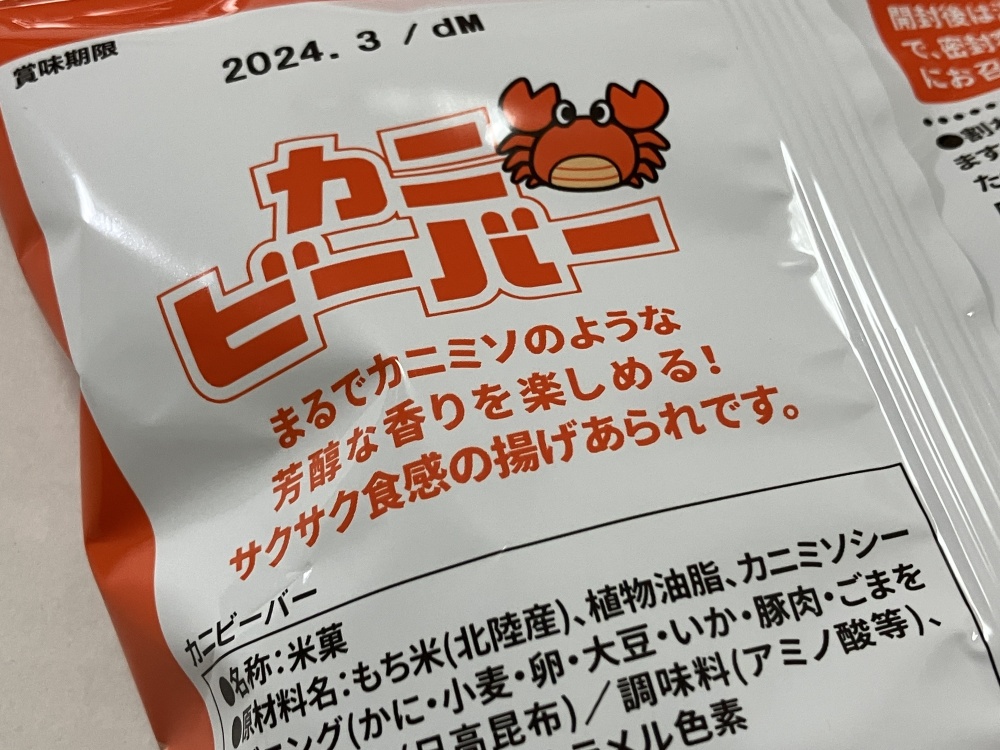 賞味期限
2024. 3 / dM
カニ
ビーバー
まるでカニミソのような
芳醇な香りを楽しめる!
サクサク食感の揚げあられです。
カニビーバー
●名称:米菓
●原材料名:もち米(北陸産)、植物油脂、カニミソシー
ズニング(かに・小麦・卵・大豆・いか・豚肉・ごまを
日高昆布)/調味料(アミノ酸等)、
ラメル色素
開封後は
で、密封
にお召
●割
ます
た